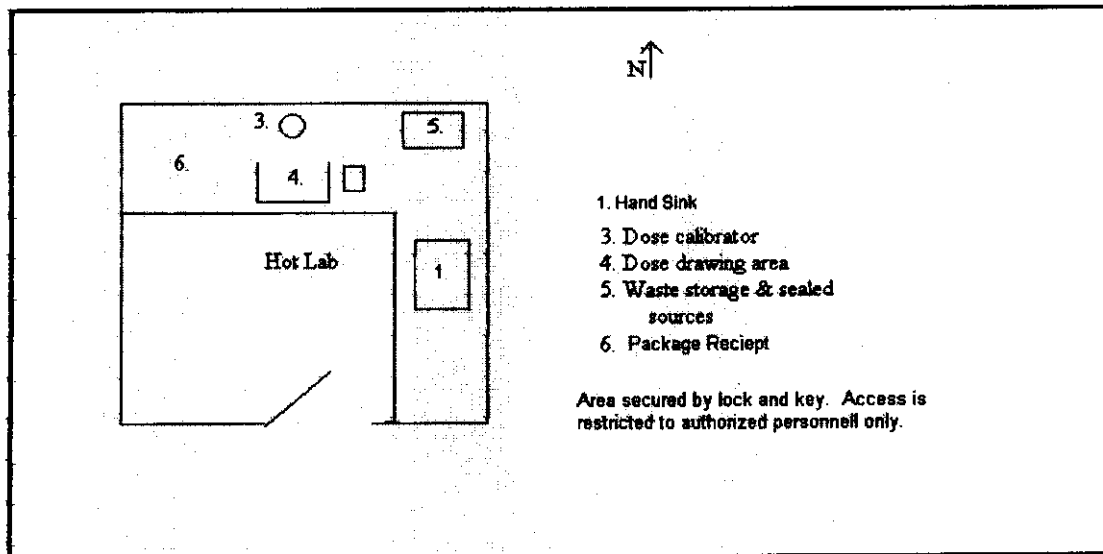 N
3.
5.
6.
4.
Hot Lab
1
1. Hand Sink
3. Dose calibrator
4. Dose drawing area
5. Waste storage & sealed
sources
6. Package Reciept
Area secured by lock and key. Access is
restricted to authorized personnell only.